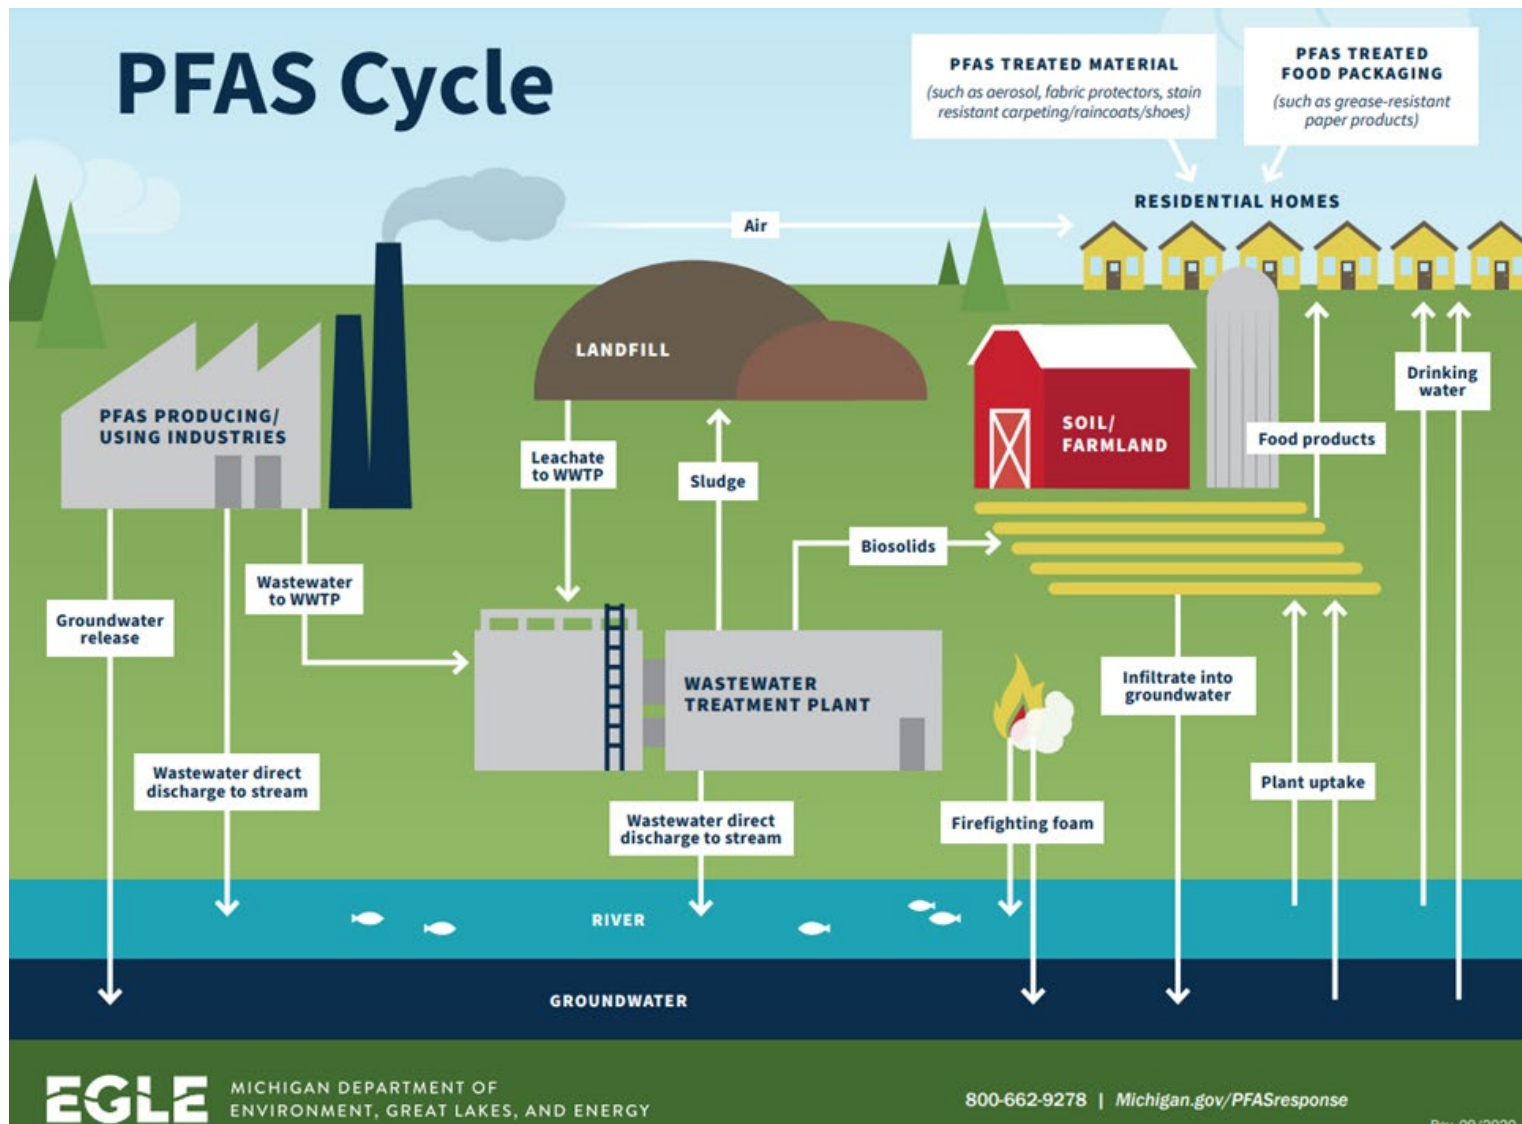 PFAS Cycle
PFAS TREATED MATERIAL
(such as aerosol, fabric protectors, stain
resistant carpeting/raincoats/shoes)
PFAS TREATED
FOOD PACKAGING
(such as grease-resistant
paper products)
RESIDENTIAL HOMES
Air
LANDFILL
PFAS PRODUCING/
USING INDUSTRIES
Leachate
to WWTP
Sludge
SOIL/
FARMLAND
Food products
Drinking
water
Biosolids
Wastewater
to WWTP
Groundwater
release
WASTEWATER
TREATMENT PLANT
Infiltrate into
groundwater
Wastewater direct
discharge to stream
Wastewater direct
discharge to stream
Firefighting foam
Plant uptake
RIVER
GROUNDWATER
EGLE
MICHIGAN DEPARTMENT OF
ENVIRONMENT, GREAT LAKES, AND ENERGY
800-662-9278 | Michigan.gov/PFASresponse